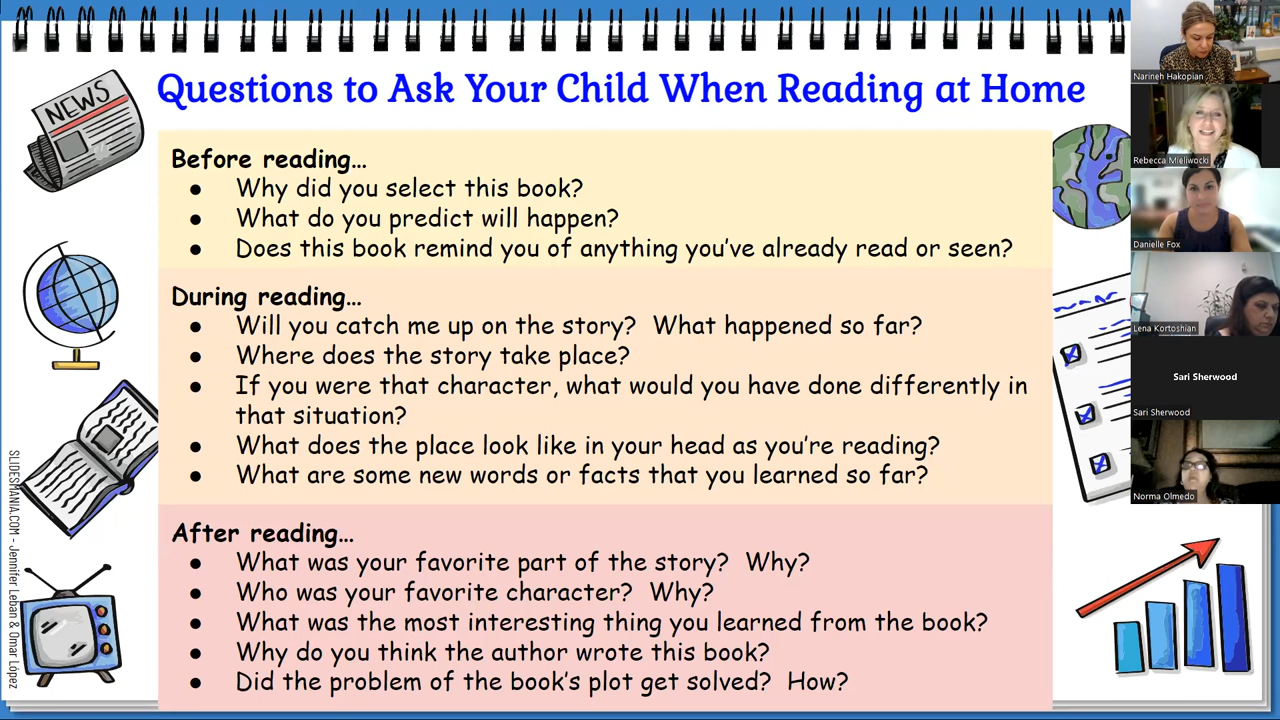 NEWS
Questions to Ask Your Child When Reading at Home
Before reading...
● Why did you select this book?
● What do you predict will happen?
● Does this book remind you of anything you've already read or seen?
During reading...
● Will you catch me up on the story? What happened so far?
● Where does the story take place?
● If you were that character, what would you have done differently in
that situation?
● What does the place look like in your head as you're reading?
● What are some new words or facts that you learned so far?
After reading...
● What was your favorite part of the story? Why?
● Who was your favorite character? Why?
● What was the most interesting thing you learned from the book?
● Why do you think the author wrote this book?
● Did the problem of the book's plot get solved? How?
SLIDESMANIA.COM - Jennifer Leban & Omar López
Narineh Hakopian
Rebecca Mieliwocki
Danielle Fox
Lena Kortoshian
Sari Sherwood
Sari Sherwood
Norma Olmedo